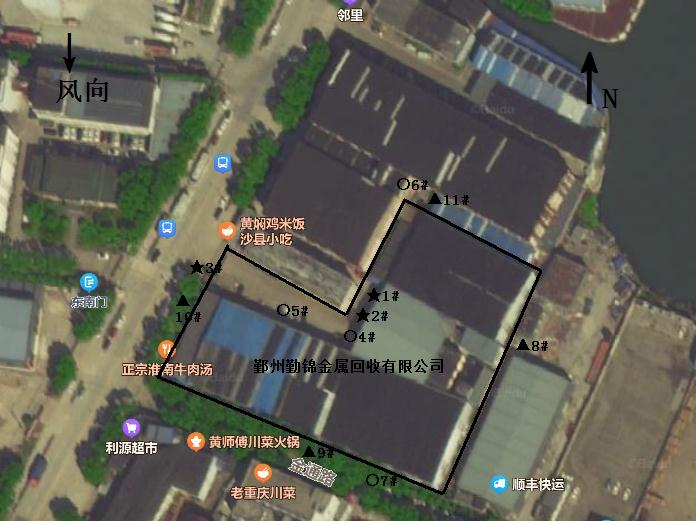 邻里
风向
N
6#
11#
黄焖鸡米饭
沙县小吃
3#
东南门
10#
1#
2#
5#
4#
8#
正宗淮南牛肉汤
鄞州勤锦金属回收有限公司
利源超市
黄师傅川菜火锅
9#
金通路
7#
老重庆川菜
顺丰快运